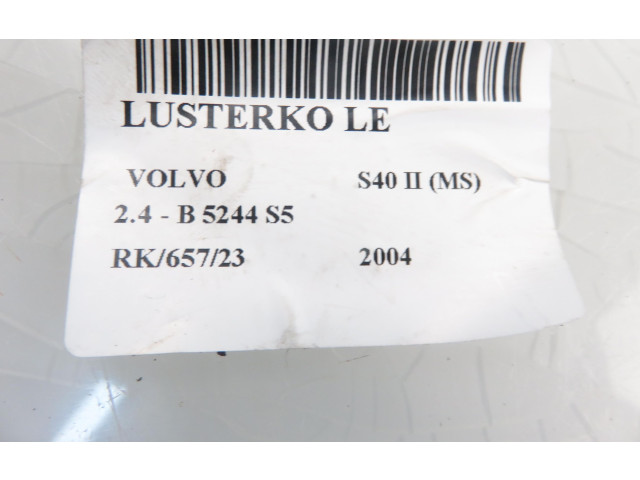 LUSTERKO LE
VOLVO S40 II (MS)
2.4 - B 5244 S5
RK/657/23 2004